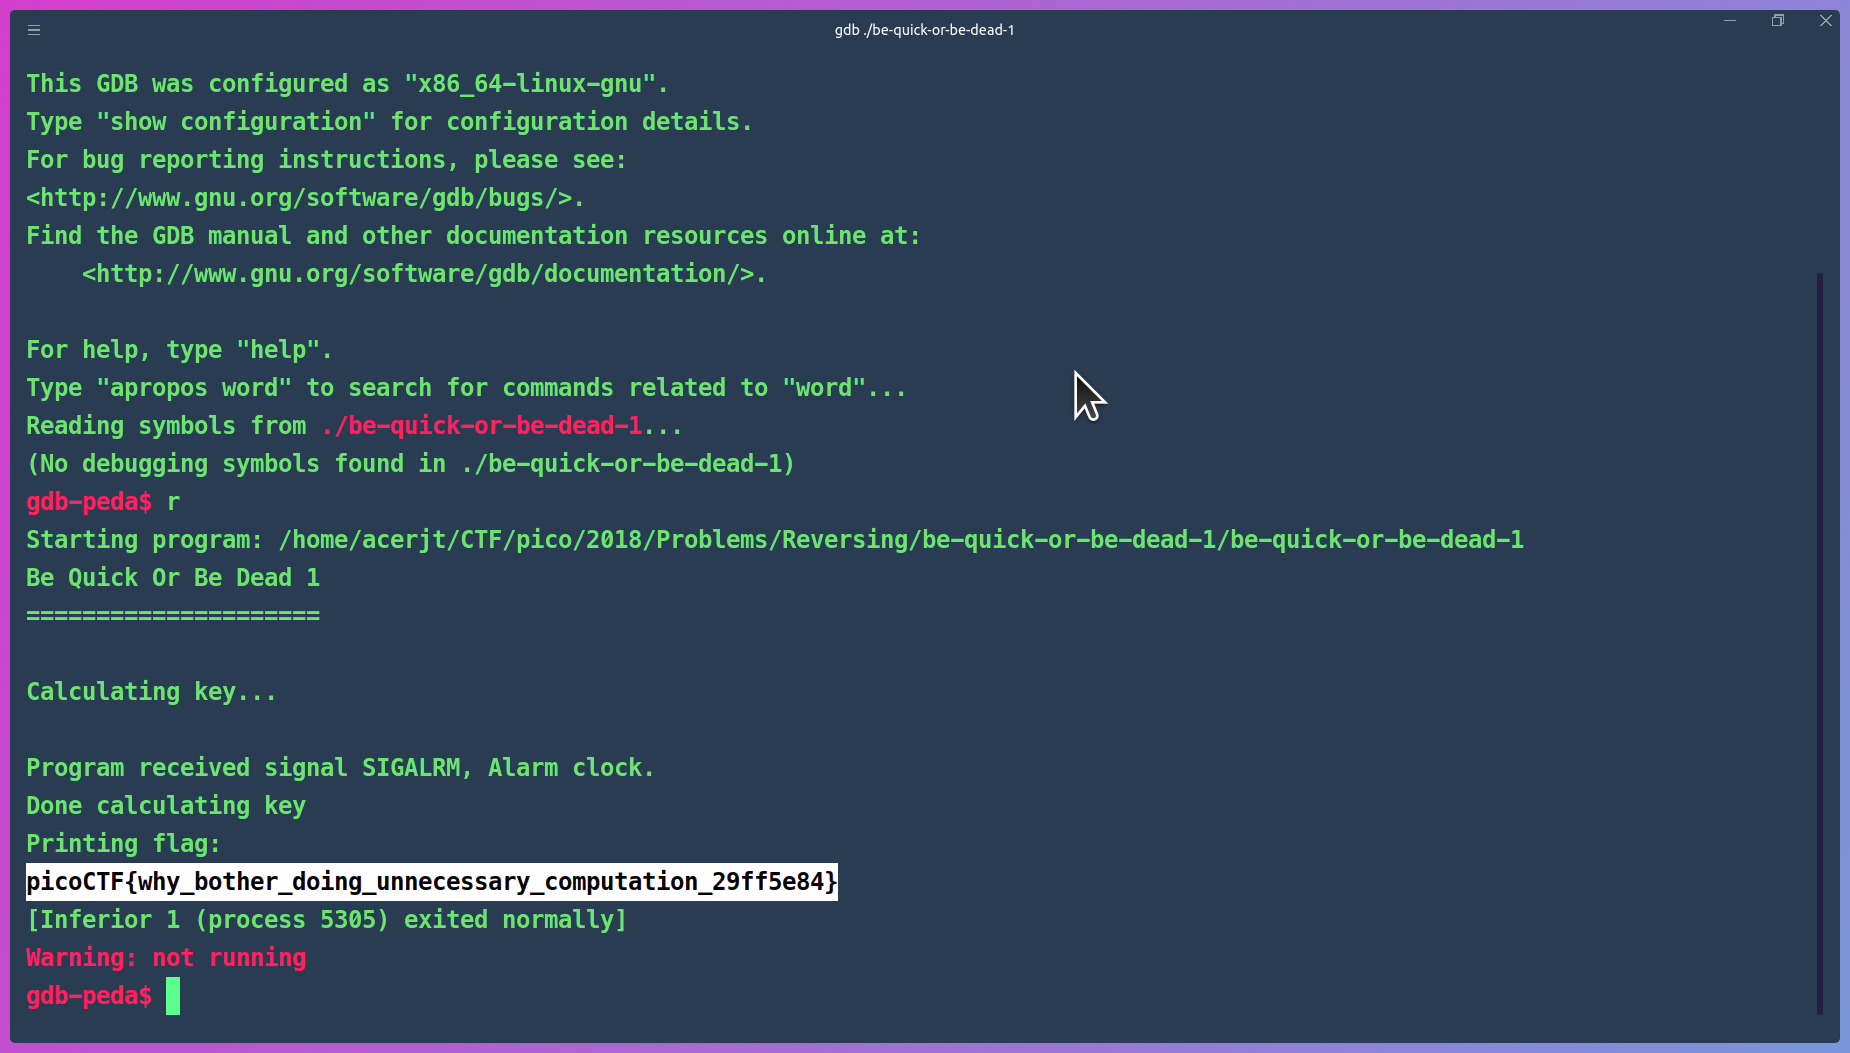 gdb ./be-quick-or-be-dead-1
This GDB was configured as "x86_64-linux-gnu".
Type "show configuration" for configuration details.
For bug reporting instructions, please see:
<http://www.gnu.org/software/gdb/bugs/>.
Find the GDB manual and other documentation resources online at:
    <http://www.gnu.org/software/gdb/documentation/>.
For help, type "help".
Type "apropos word" to search for commands related to "word"...
Reading symbols from ./be-quick-or-be-dead-1...
(No debugging symbols found in ./be-quick-or-be-dead-1)
gdb-peda$ r
Starting program: /home/acerjt/CTF/pico/2018/Problems/Reversing/be-quick-or-be-dead-1/be-quick-or-be-dead-1
Be Quick Or Be Dead 1
=====================
Calculating key...
Program received signal SIGALRM, Alarm clock.
Done calculating key
Printing flag:
picoCTF{why_bother_doing_unnecessary_computation_29ff5e84}
[Inferior 1 (process 5305) exited normally]
Warning: not running
gdb-peda$